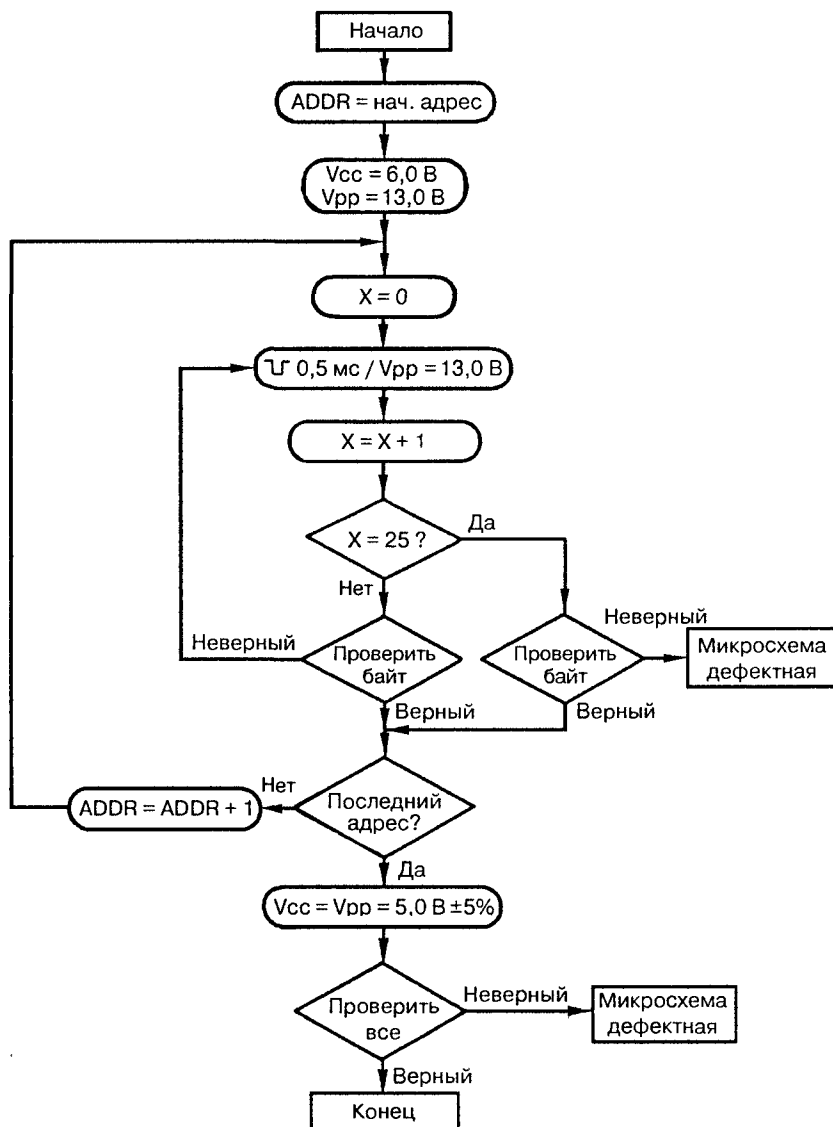 Начало
ADDR = нач. адрес
Vcc = 6,0 В
Vpp = 13,0 В
X = 0
0,5 мс / Vpp = 13,0 В
X = X + 1
X = 25 ?
Да
Нет
Неверный
Проверить
байт
Верный
Проверить
байт
Неверный
Верный
Микросхема
дефектная
Последний
адрес?
Нет
ADDR = ADDR + 1
Да
Vcc = Vpp = 5,0 В ±5%
Проверить
все
Неверный
Микросхема
дефектная
Верный
Конец